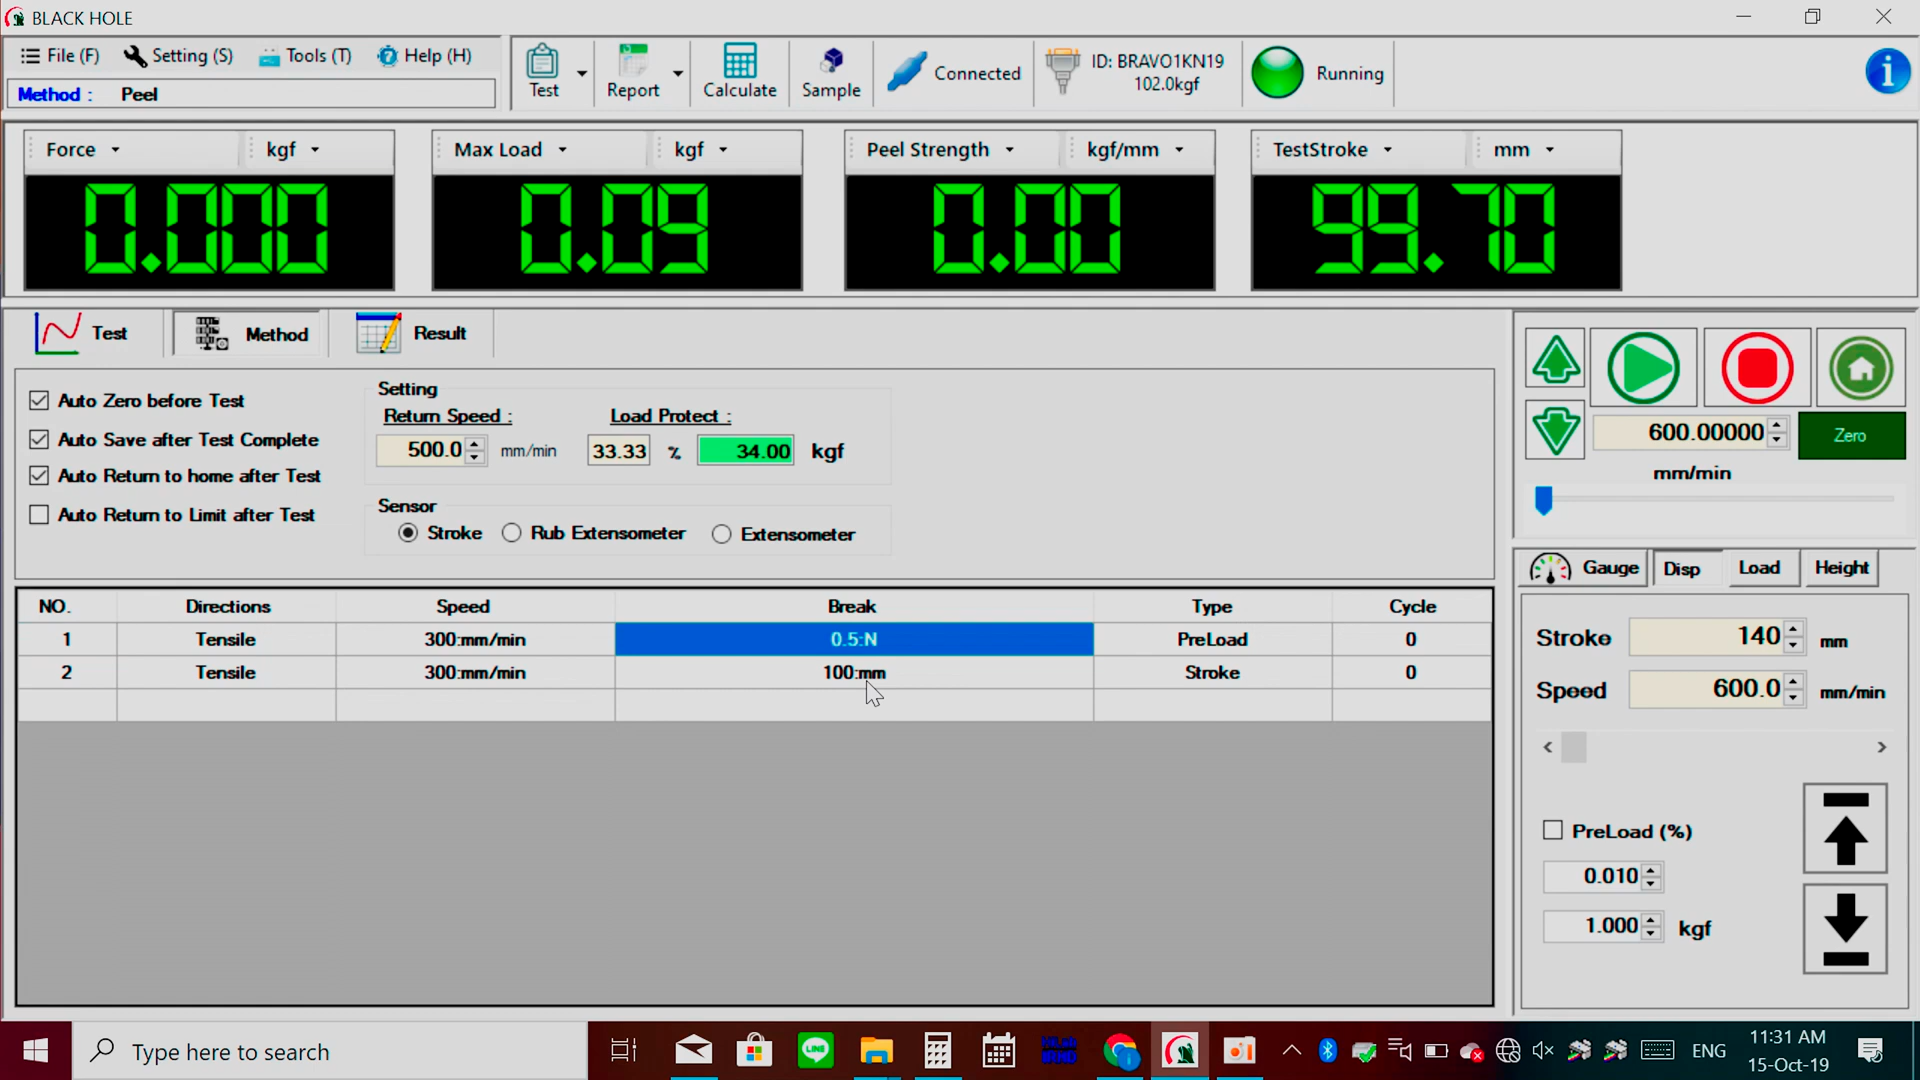 BLACK HOLE
File (F) Setting (S) Tools (T) Help (H)
Method : Peel
Test Report Calculate Sample Connected
ID: BRAVO1KN19
102.0kgf
Running
Force kgf Max Load kgf Peel Strength kgf/mm TestStroke mm
0.000 0.09 0.00 99.70
Test Method Result
Auto Zero before Test
Auto Save after Test Complete
Auto Return to home after Test
Auto Return to Limit after Test
Setting
Return Speed : Load Protect :
500.0 mm/min 33.33 % 34.00 kgf
Sensor
Stroke Rub Extensometer Extensometer
600.00000 Zero
mm/min
NO. Directions Speed Break Type Cycle
1 Tensile 300:mm/min 0.5:N PreLoad 0
2 Tensile 300:mm/min 100:mm Stroke 0
Gauge Disp Load Height
Stroke 140 mm
Speed 600.0 mm/min
PreLoad (%)
0.010
1.000 kgf
Type here to search
LINE
ENG
11:31 AM
15-Oct-19